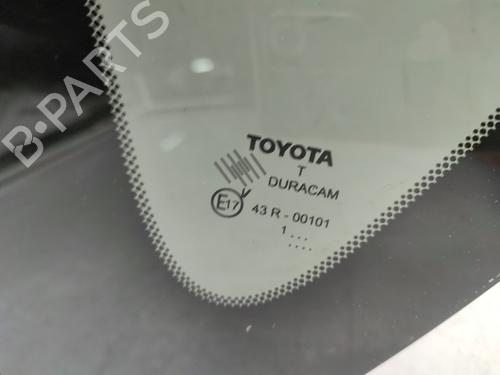 B-PARTS
TOYOTA
T
DURACAM
E17 43 R - 00101
1 ...
....